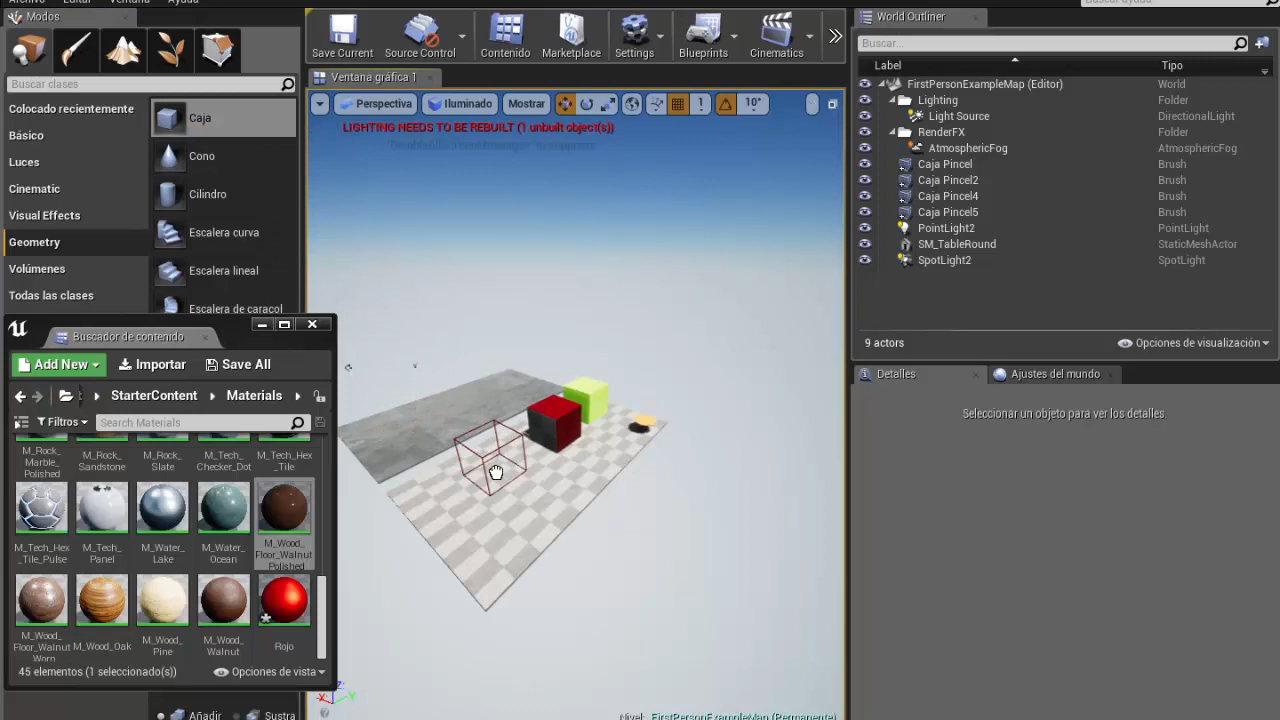 Archivo Editar Ventana Ayuda
Buscar ayuda
Modos
World Outliner
Save Current
Source Control
Contenido
Marketplace
Settings
Blueprints
Cinematics
Buscar clases
Buscar...
Label
Tipo
Ventana gráfica 1
Perspectiva
Iluminado
Mostrar
1
10°
LIGHTING NEEDS TO BE REBUILT (1 unbuilt object(s))
'DisableAllScreenMessages' to suppress
Colocado recientemente
Básico
Luces
Cinematic
Visual Effects
Geometry
Volúmenes
Todas las clases
Caja
Cono
Cilindro
Escalera curva
Escalera lineal
Escalera de caracol
FirstPersonExampleMap (Editor) World
Lighting Folder
Light Source DirectionalLight
RenderFX Folder
AtmosphericFog AtmosphericFog
Caja Pincel Brush
Caja Pincel2 Brush
Caja Pincel4 Brush
Caja Pincel5 Brush
PointLight2 PointLight
SM_TableRound StaticMeshActor
SpotLight2 SpotLight
9 actors
Opciones de visualización
Detalles
Ajustes del mundo
Seleccionar un objeto para ver los detalles.
Buscador de contenido
Add New
Importar
Save All
StarterContent
Materials
Filtros
Search Materials
M_Rock_
Marble_
Polished
M_Rock_
Sandstone
M_Rock_
Slate
M_Tech_
Checker_Dot
M_Tech_Hex
_Tile
M_Tech_Hex
_Tile_Pulse
M_Tech_
Panel
M_Water_
Lake
M_Water_
Ocean
M_Wood_
Floor_Walnut
Polished
M_Wood_
Floor_Walnut
Worn
M_Wood_Oak
M_Wood_
Pine
M_Wood_
Walnut
Rojo
45 elementos (1 seleccionado(s))
Opciones de vista
Añadir
Sustra
Z
X
Y
Nivel: FirstPersonExampleMap (Permanente)